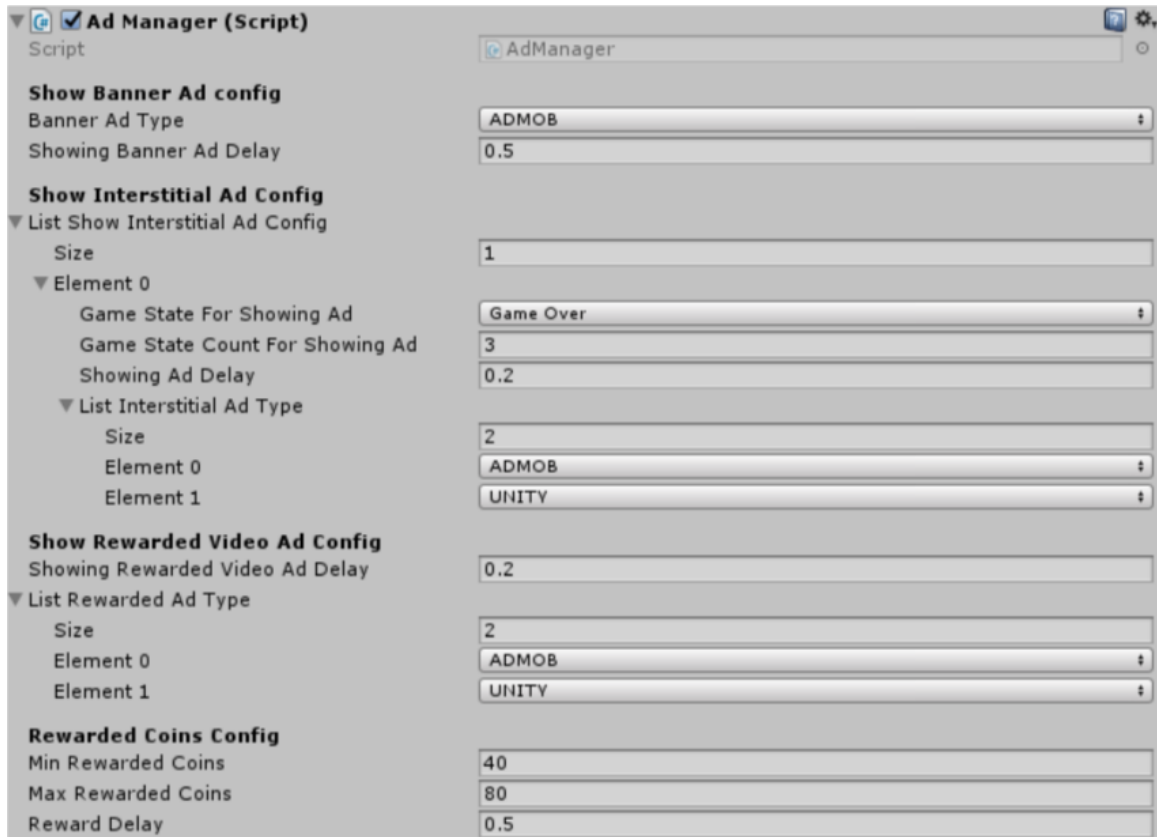 Ad Manager (Script)
Script AdManager
Show Banner Ad config
Banner Ad Type ADMOB
Showing Banner Ad Delay 0.5
Show Interstitial Ad Config
List Show Interstitial Ad Config
Size 1
Element 0
Game State For Showing Ad Game Over
Game State Count For Showing Ad 3
Showing Ad Delay 0.2
List Interstitial Ad Type
Size 2
Element 0 ADMOB
Element 1 UNITY
Show Rewarded Video Ad Config
Showing Rewarded Video Ad Delay 0.2
List Rewarded Ad Type
Size 2
Element 0 ADMOB
Element 1 UNITY
Rewarded Coins Config
Min Rewarded Coins 40
Max Rewarded Coins 80
Reward Delay 0.5